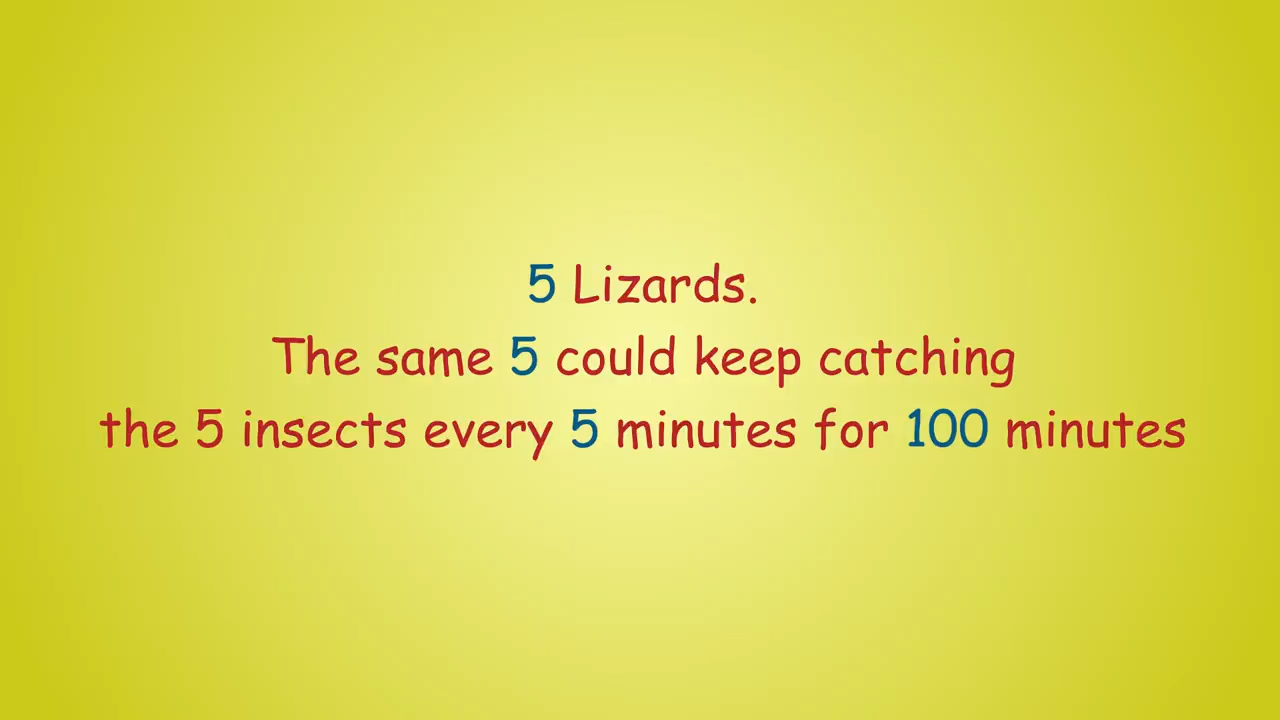 5 Lizards.
The same 5 could keep catching
the 5 insects every 5 minutes for 100 minutes